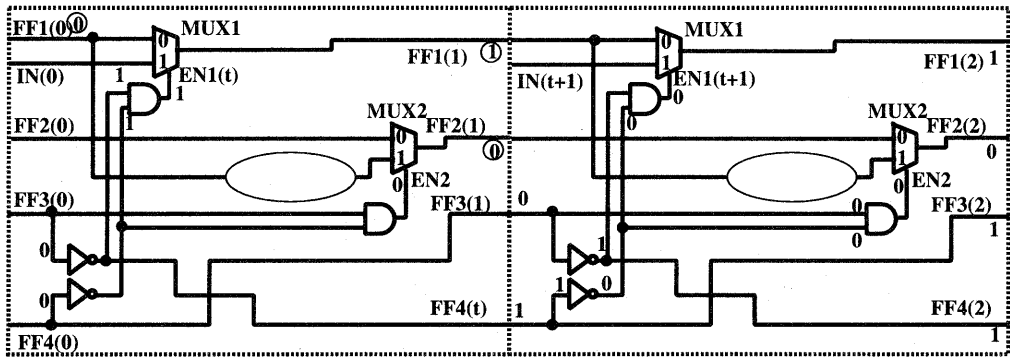 FF1(0) 0 MUX1 MUX1
0 0
FF1(1) 1 FF1(2) 1
1 1
IN(0) 1 EN1(t) IN(t+1) EN1(t+1)
1 0
MUX2 MUX2
1 0
FF2(0) 0 FF2(1) 0 FF2(2)
1 0 1 0
0 EN2 0 EN2
FF3(0) FF3(1) 0 0 FF3(2)
0 1 0 1
0 1 0
FF4(t) 1 FF4(2)
FF4(0) 1